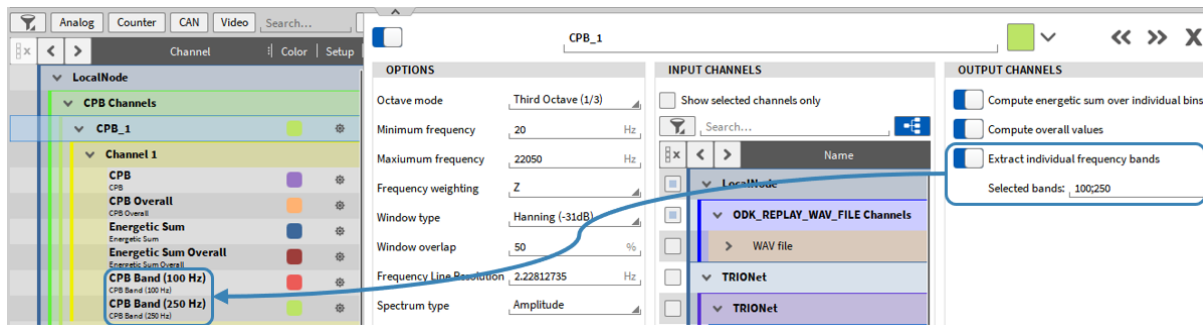 Analog Counter CAN Video Search...
Channel Color Setup
LocalNode
CPB Channels
CPB_1
Channel 1
CPB
CPB
CPB Overall
CPB Overall
Energetic Sum
Energetic Sum
Energetic Sum Overall
Energetic Sum Overall
CPB Band (100 Hz)
CPB Band (100 Hz)
CPB Band (250 Hz)
CPB Band (250 Hz)
CPB_1
OPTIONS
Octave mode Third Octave (1/3)
Minimum frequency 20 Hz
Maxiumum frequency 22050 Hz
Frequency weighting Z
Window type Hanning (-31dB)
Window overlap 50 %
Frequency Line Resolution 2.22812735 Hz
Spectrum type Amplitude
INPUT CHANNELS
Show selected channels only
Search...
Name
LocalNode
ODK_REPLAY_WAV_FILE Channels
WAV file
TRIONet
TRIONet
OUTPUT CHANNELS
Compute energetic sum over individual bins
Compute overall values
Extract individual frequency bands
Selected bands: 100;250